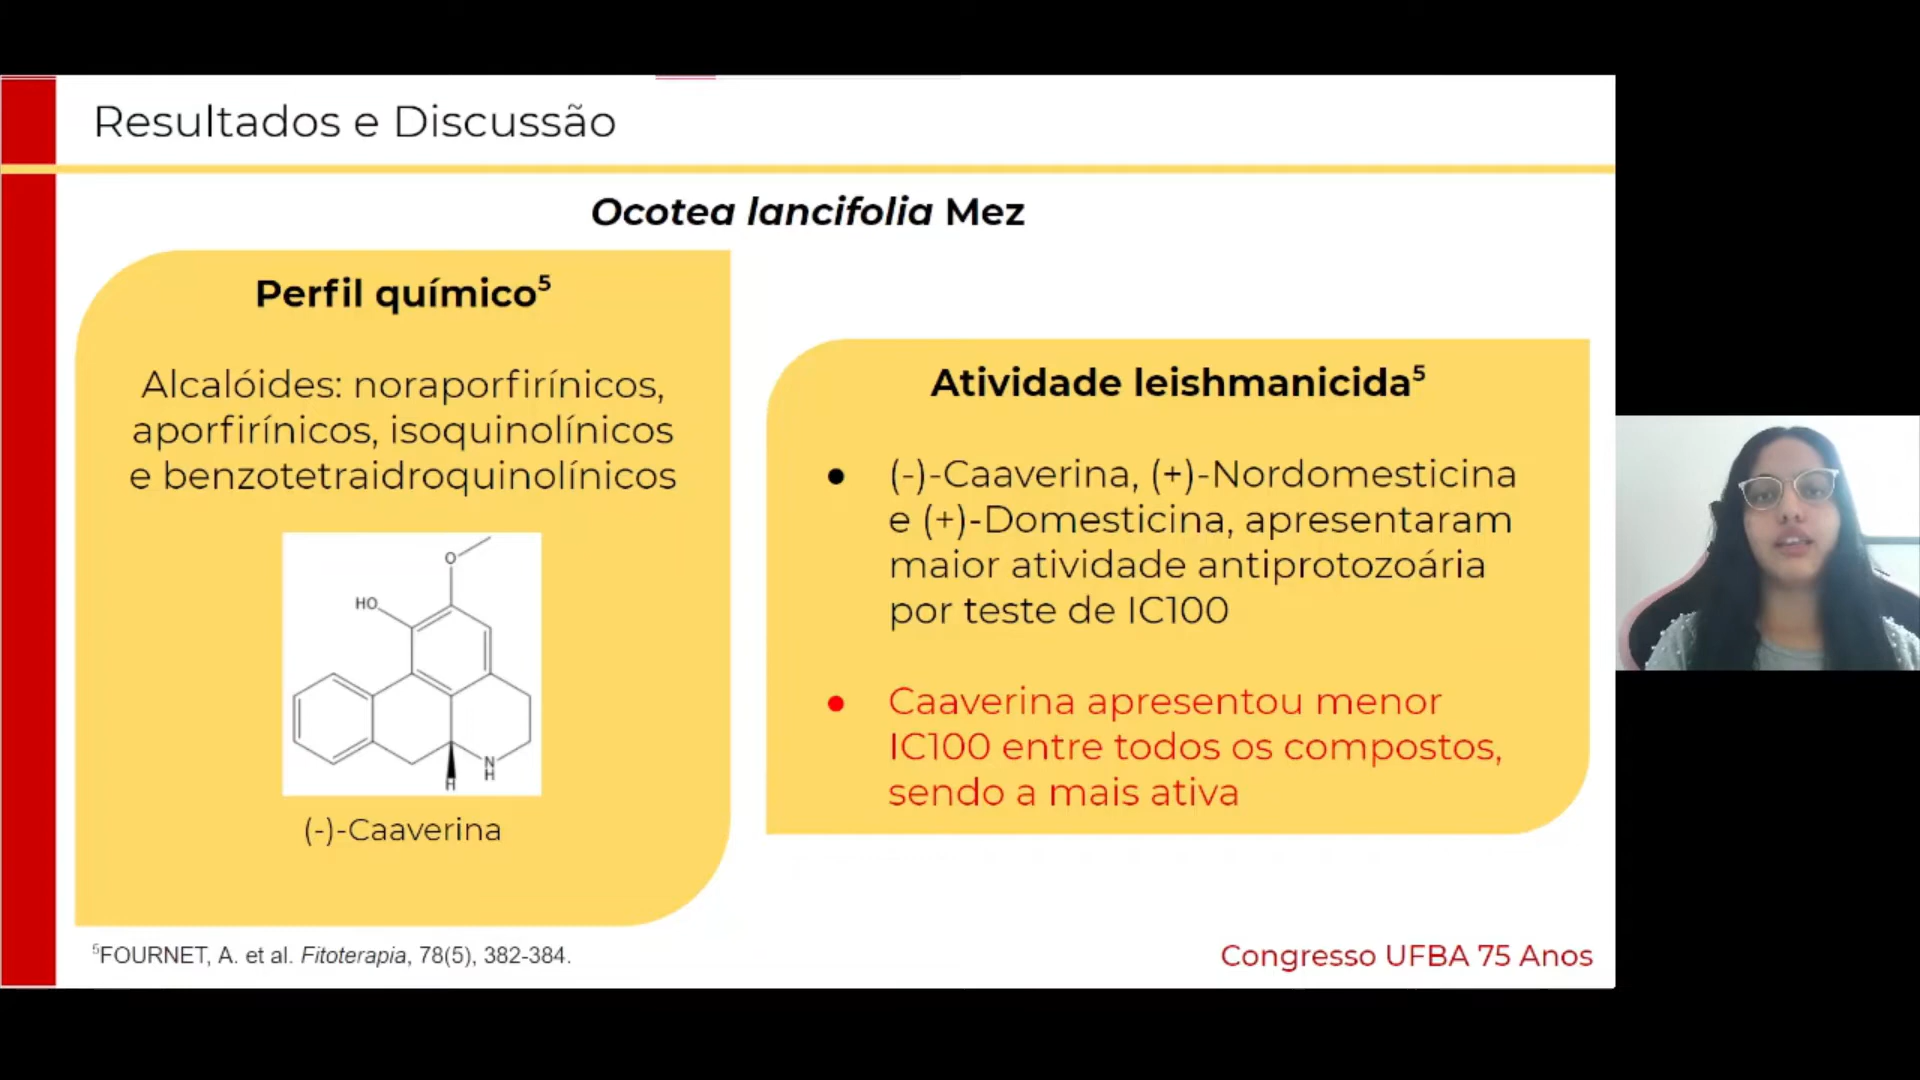 Resultados e Discussão
Ocotea lancifolia Mez
Perfil químico⁵
Alcalóides: noraporfirínicos,
aporfirínicos, isoquinolínicos
e benzotetraidroquinolínicos
O
HO
N
H
H
(-)-Caaverina
Atividade leishmanicida⁵
● (-)-Caaverina, (+)-Nordomesticina
e (+)-Domesticina, apresentaram
maior atividade antiprotozoária
por teste de IC100
● Caaverina apresentou menor
IC100 entre todos os compostos,
sendo a mais ativa
⁵FOURNET, A. et al. Fitoterapia, 78(5), 382-384.
Congresso UFBA 75 Anos